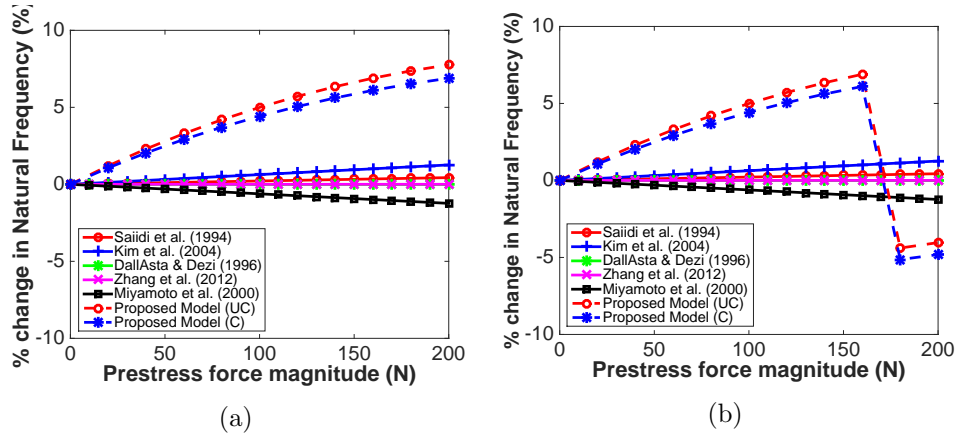 (a)
% change in Natural Frequency (%)
10
5
0
-5
-10
Saiidi et al. (1994)
Kim et al. (2004)
DallAsta & Dezi (1996)
Zhang et al. (2012)
Miyamoto et al. (2000)
Proposed Model (UC)
Proposed Model (C)
0 50 100 150 200
Prestress force magnitude (N)
(a)
(b)
% change in Natural Frequency (%)
10
5
0
-5
-10
Saiidi et al. (1994)
Kim et al. (2004)
DallAsta & Dezi (1996)
Zhang et al. (2012)
Miyamoto et al. (2000)
Proposed Model (UC)
Proposed Model (C)
0 50 100 150 200
Prestress force magnitude (N)
(b)